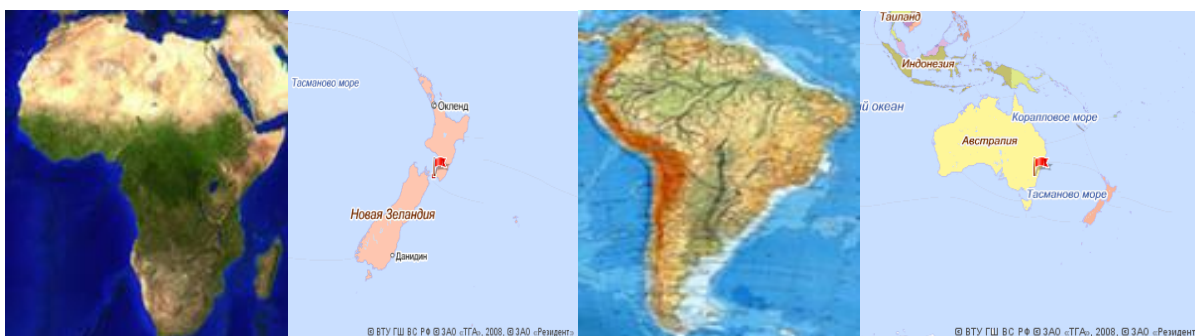 Тасманово море
Окленд
Новая Зеландия
Данидин
© ВТУ ГШ ВС РФ © ЗАО «ТГА», 2008, © ЗАО «Резидент»
Таиланд
Индонезия
ий океан
Коралловое море
Австралия
Тасманово море
© ВТУ ГШ ВС РФ © ЗАО «ТГА», 2008, © ЗАО «Резидент»